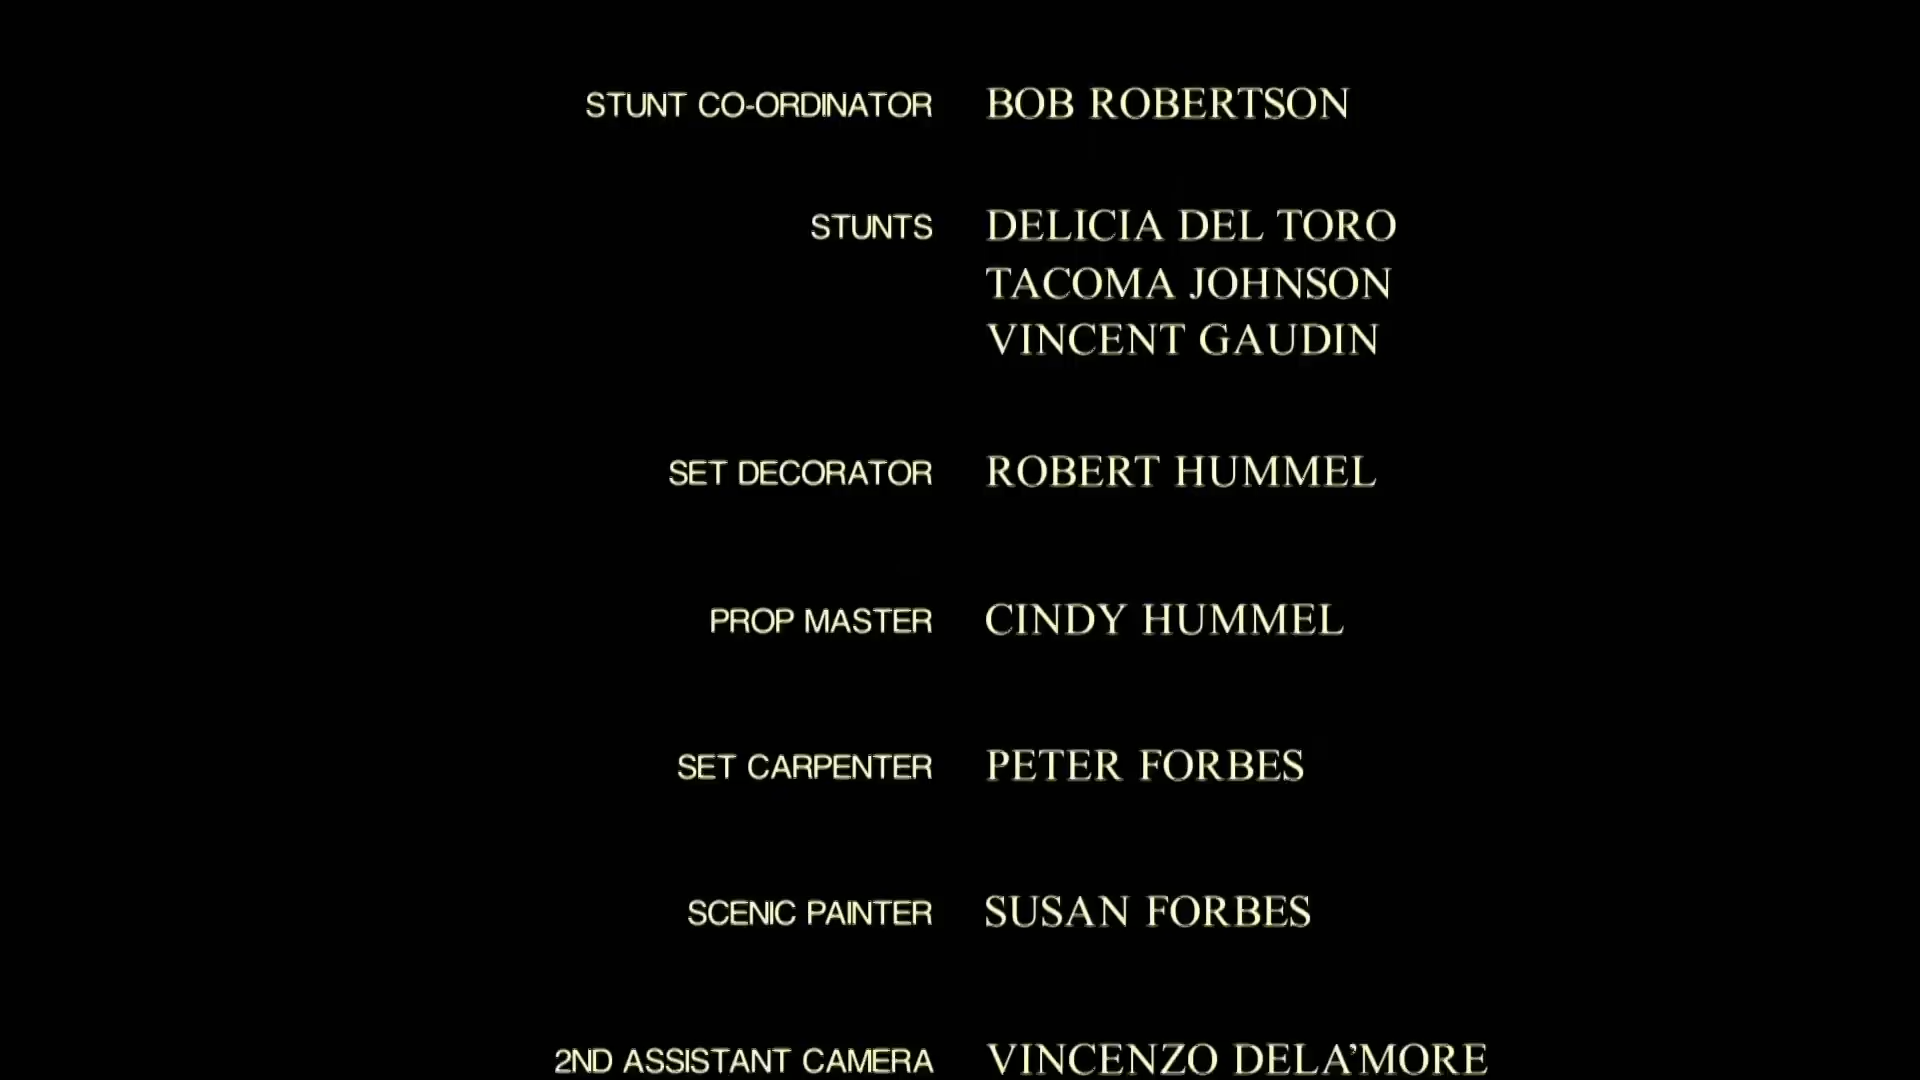 STUNT CO-ORDINATOR BOB ROBERTSON
STUNTS DELICIA DEL TORO
TACOMA JOHNSON
VINCENT GAUDIN
SET DECORATOR ROBERT HUMMEL
PROP MASTER CINDY HUMMEL
SET CARPENTER PETER FORBES
SCENIC PAINTER SUSAN FORBES
2ND ASSISTANT CAMERA VINCENZO DELA'MORE